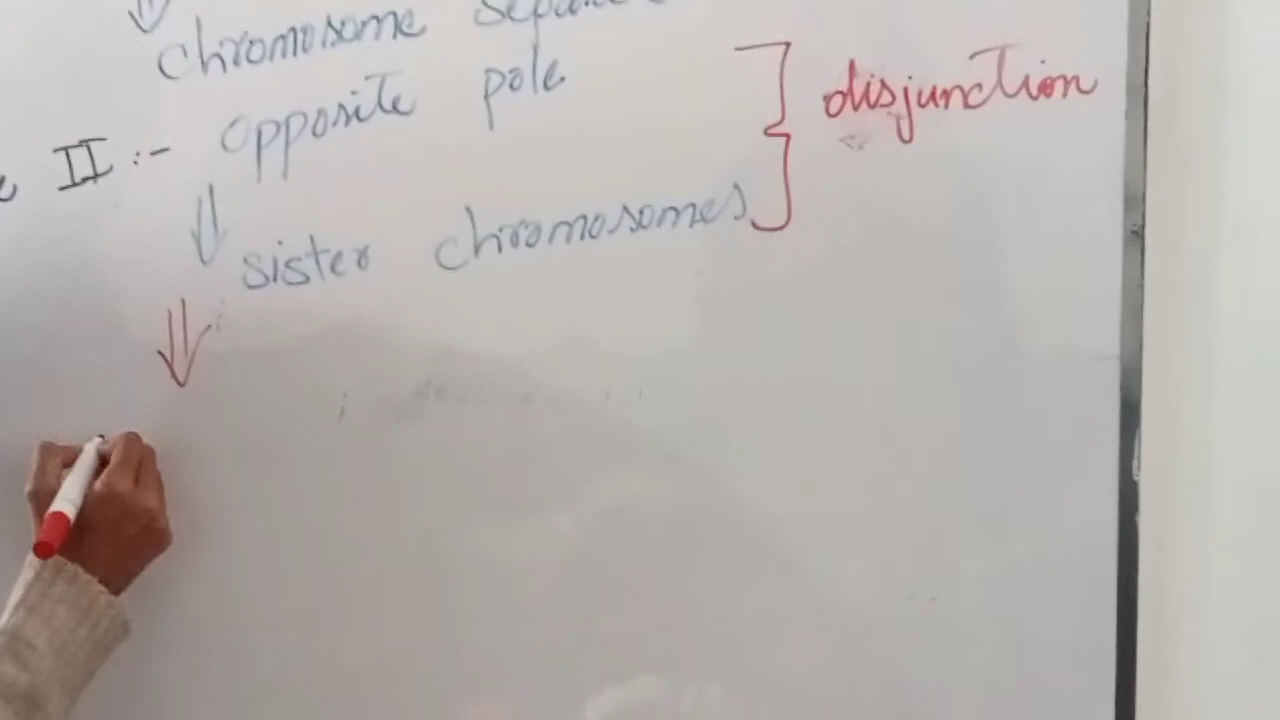 chromosome
opposite pole
II :-
sister chromosomes
disjunction